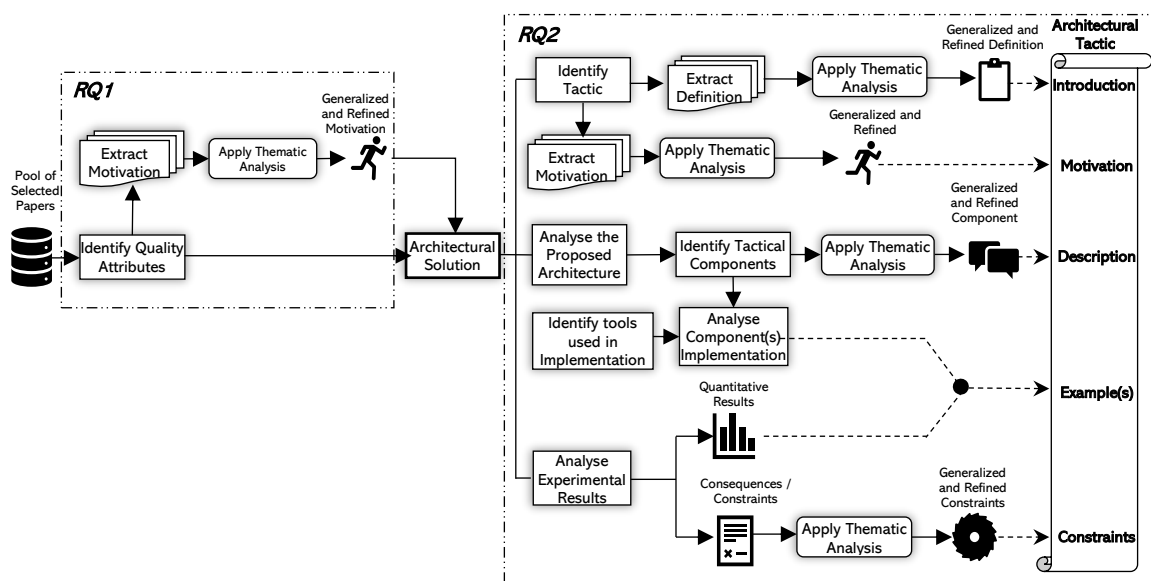 RQ1
Pool of
Selected
Papers
Extract
Motivation
Apply Thematic
Analysis
Generalized
and Refined
Motivation
Identify Quality
Attributes
Architectural
Solution
RQ2
Identify
Tactic
Extract
Definition
Apply Thematic
Analysis
Generalized and
Refined Definition
Extract
Motivation
Apply Thematic
Analysis
Generalized and
Refined
Analyse the
Proposed
Architecture
Identify Tactical
Components
Apply Thematic
Analysis
Generalized
and Refined
Component
Identify tools
used in
Implementation
Analyse
Component(s)
Implementation
Quantitative
Results
Analyse
Experimental
Results
Consequences /
Constraints
Apply Thematic
Analysis
Generalized
and Refined
Constraints
Architectural
Tactic
Introduction
Motivation
Description
Example(s)
Constraints